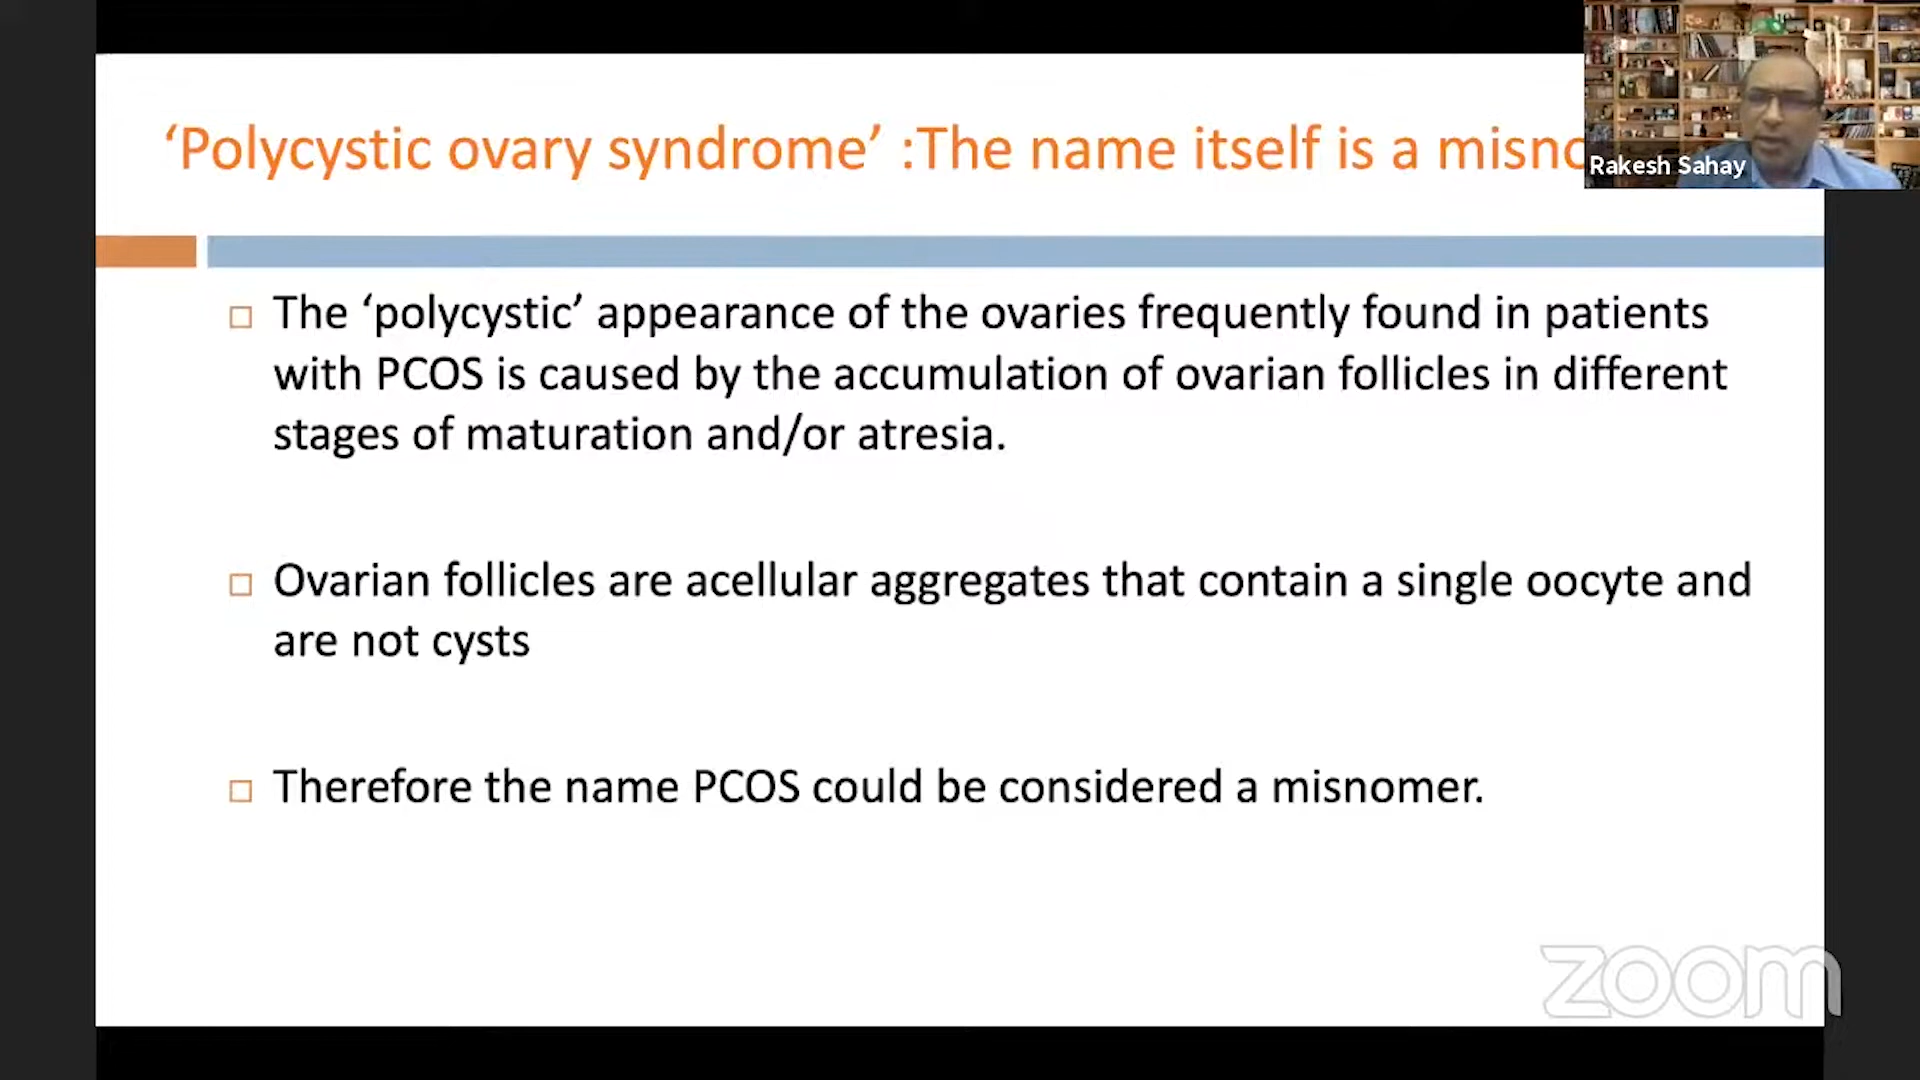 ‘Polycystic ovary syndrome’ :The name itself is a
Rakesh Sahay
The ‘polycystic’ appearance of the ovaries frequently found in patients
with PCOS is caused by the accumulation of ovarian follicles in different
stages of maturation and/or atresia.
Ovarian follicles are acellular aggregates that contain a single oocyte and
are not cysts
Therefore the name PCOS could be considered a misnomer.
zoom